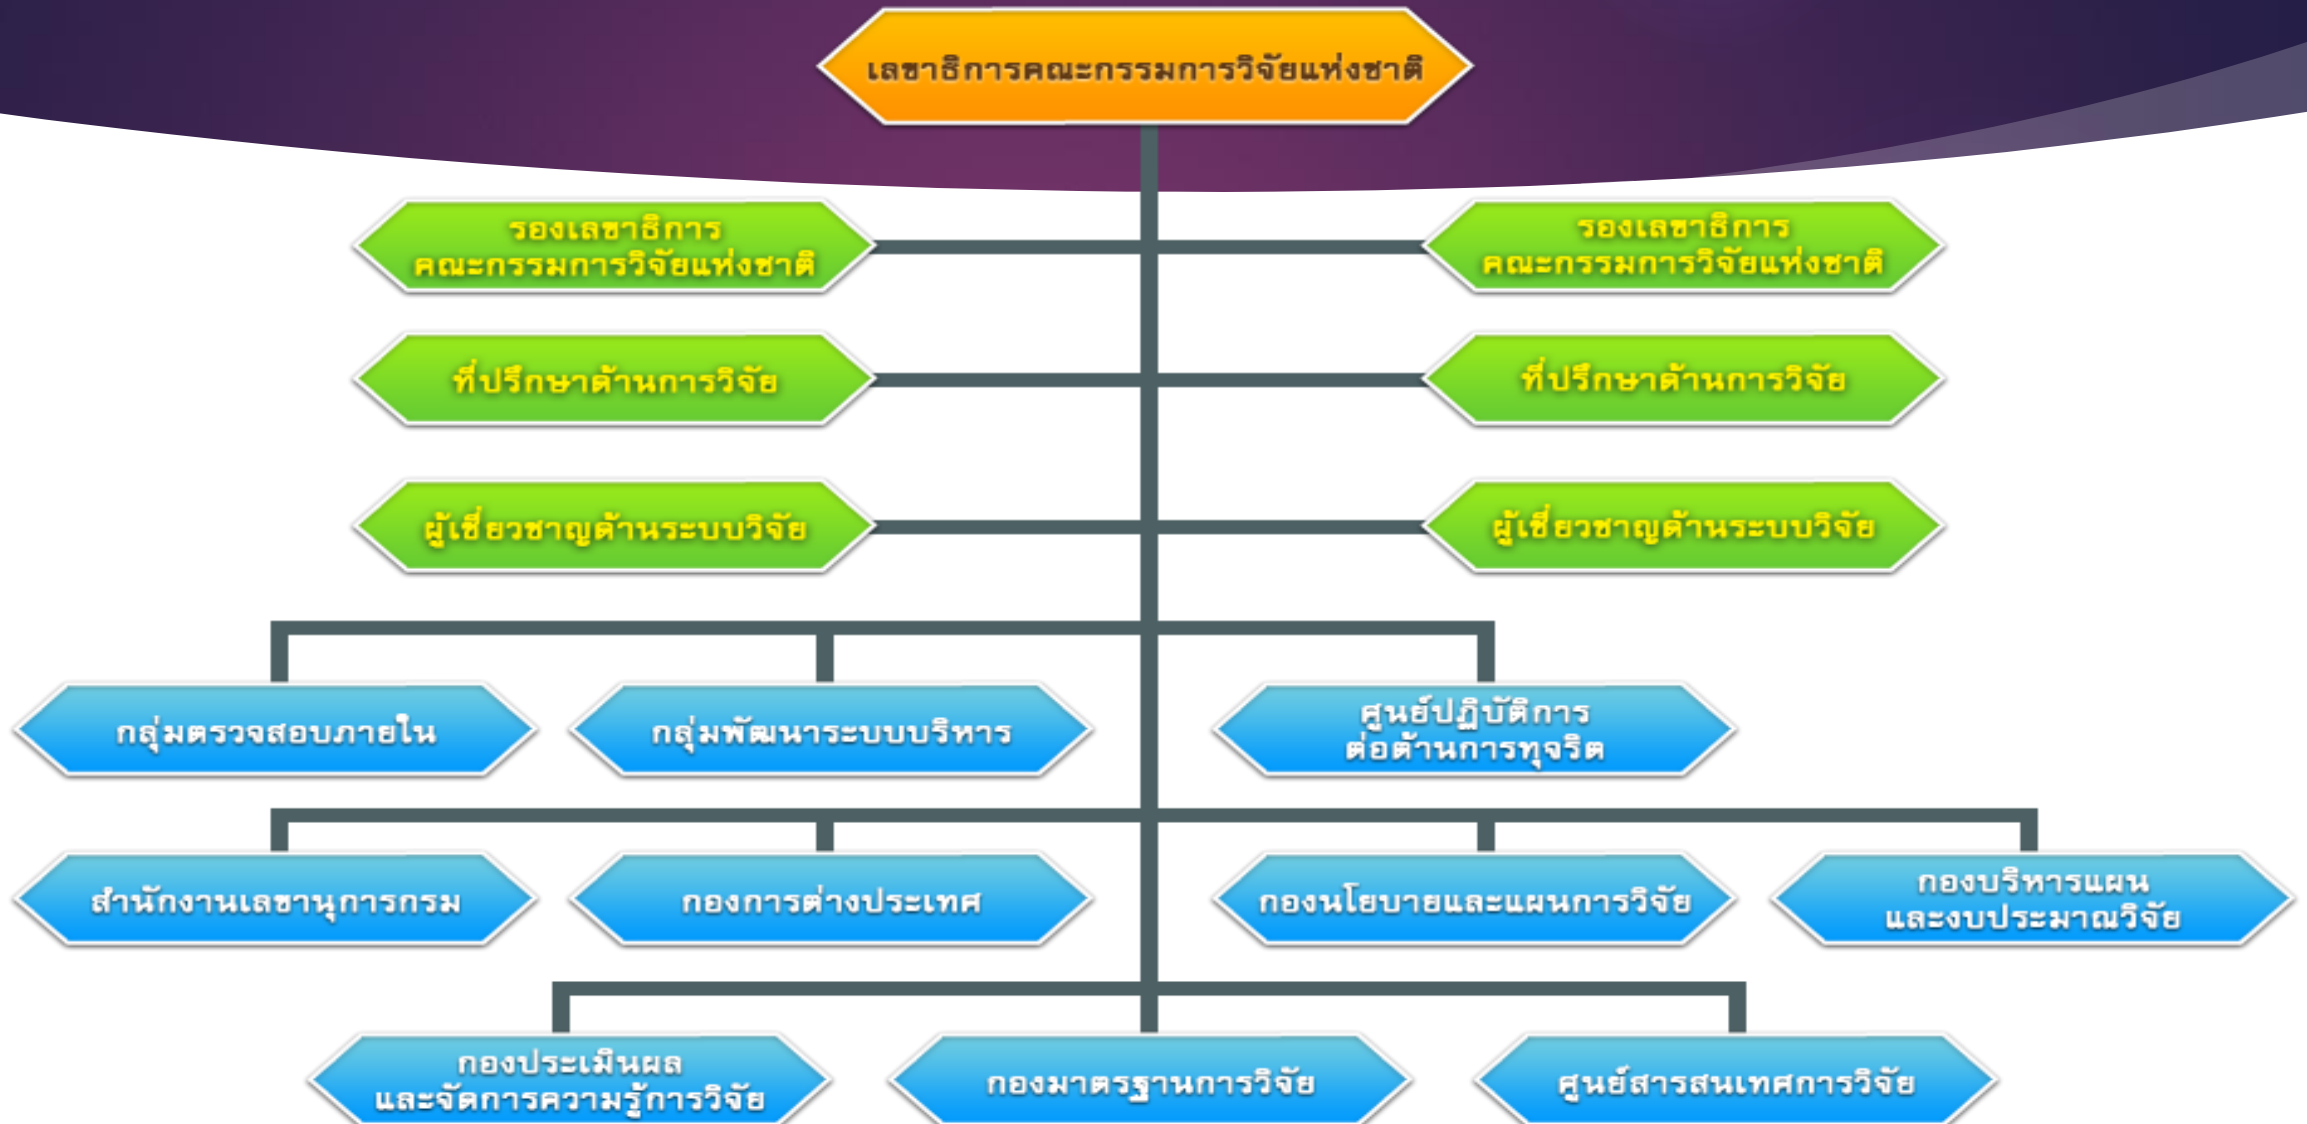 เลขาธิการคณะกรรมการวิจัยแห่งชาติ
รองเลขาธิการ
คณะกรรมการวิจัยแห่งชาติ
รองเลขาธิการ
คณะกรรมการวิจัยแห่งชาติ
ที่ปรึกษาด้านการวิจัย
ที่ปรึกษาด้านการวิจัย
ผู้เชี่ยวชาญด้านระบบวิจัย
ผู้เชี่ยวชาญด้านระบบวิจัย
กลุ่มตรวจสอบภายใน
กลุ่มพัฒนาระบบบริหาร
ศูนย์ปฏิบัติการ
ต่อต้านการทุจริต
สำนักงานเลขานุการกรม
กองการต่างประเทศ
กองนโยบายและแผนการวิจัย
กองบริหารแผน
และงบประมาณวิจัย
กองประเมินผล
และจัดการความรู้การวิจัย
กองมาตรฐานการวิจัย
ศูนย์สารสนเทศการวิจัย